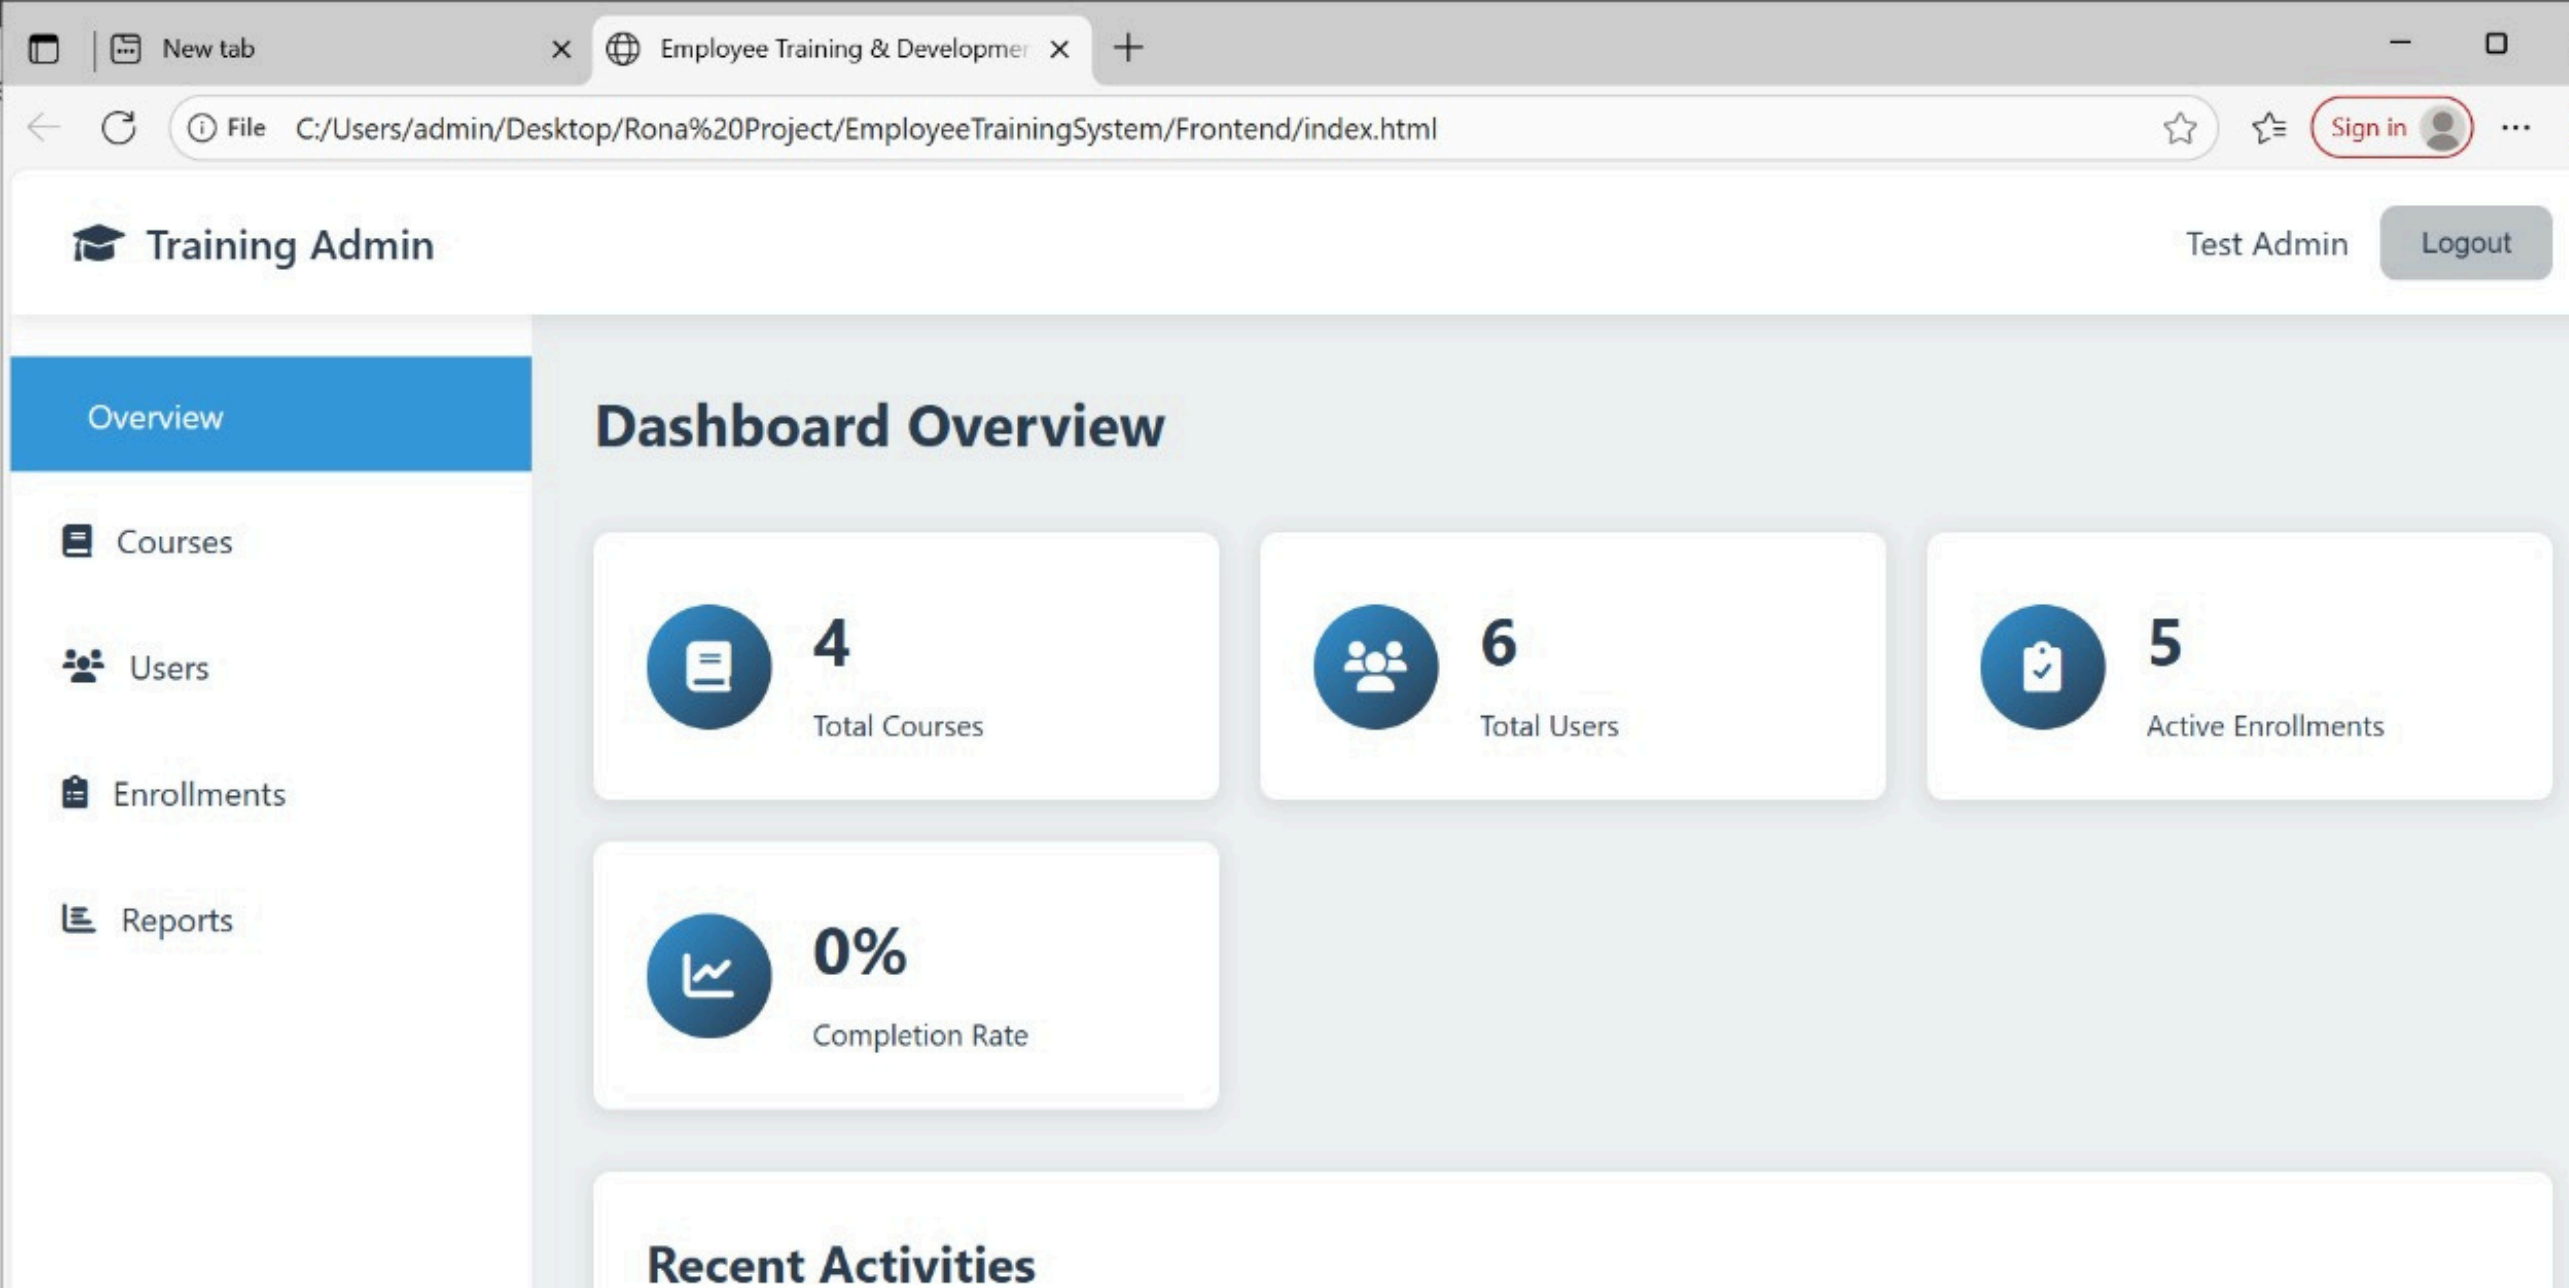 New tab
Employee Training & Developmen
File C:/Users/admin/Desktop/Rona%20Project/EmployeeTrainingSystem/Frontend/index.html
Sign in
Training Admin
Test Admin
Logout
Overview
Courses
Users
Enrollments
Reports
Dashboard Overview
4
Total Courses
6
Total Users
5
Active Enrollments
0%
Completion Rate
Recent Activities